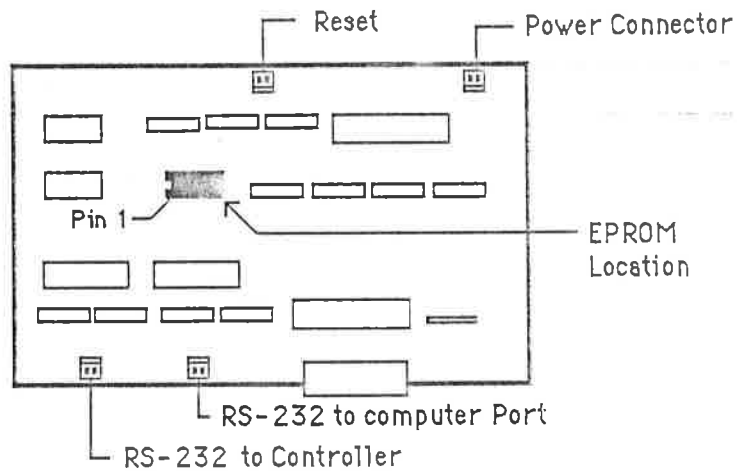 Reset
Power Connector
Pin 1
EPROM
Location
RS-232 to computer Port
RS-232 to Controller